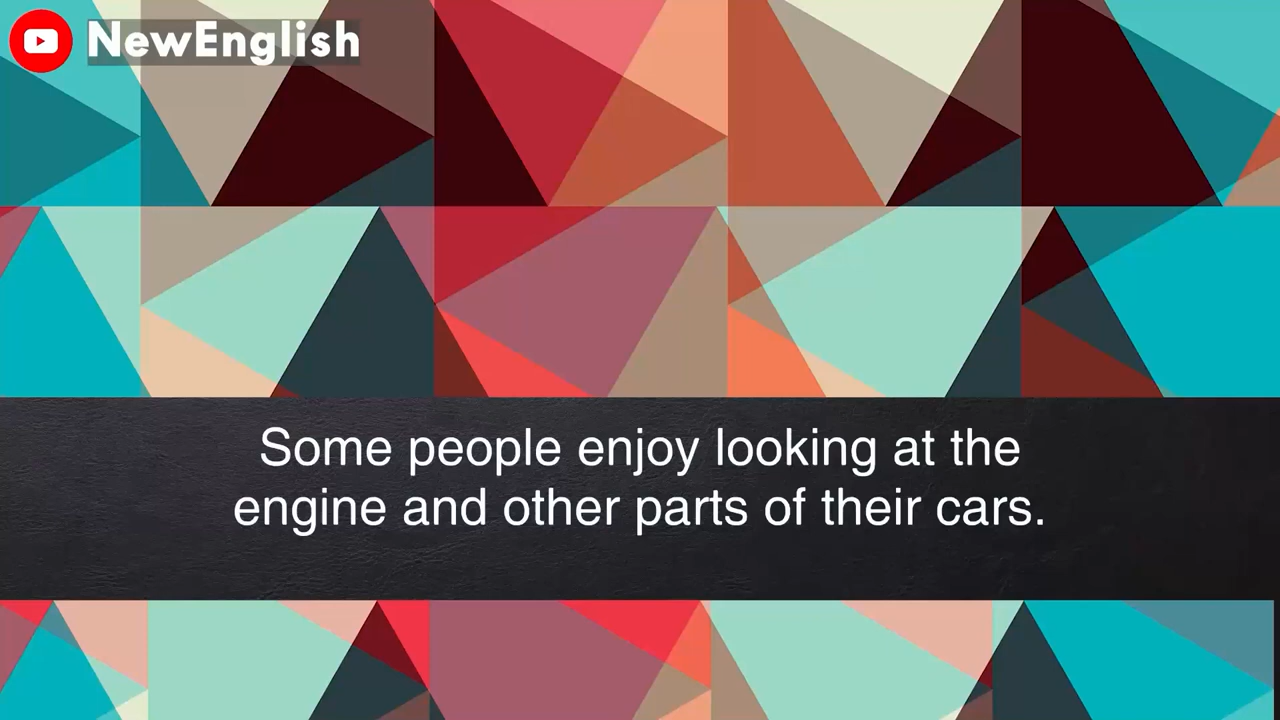 NewEnglish
Some people enjoy looking at the
engine and other parts of their cars.